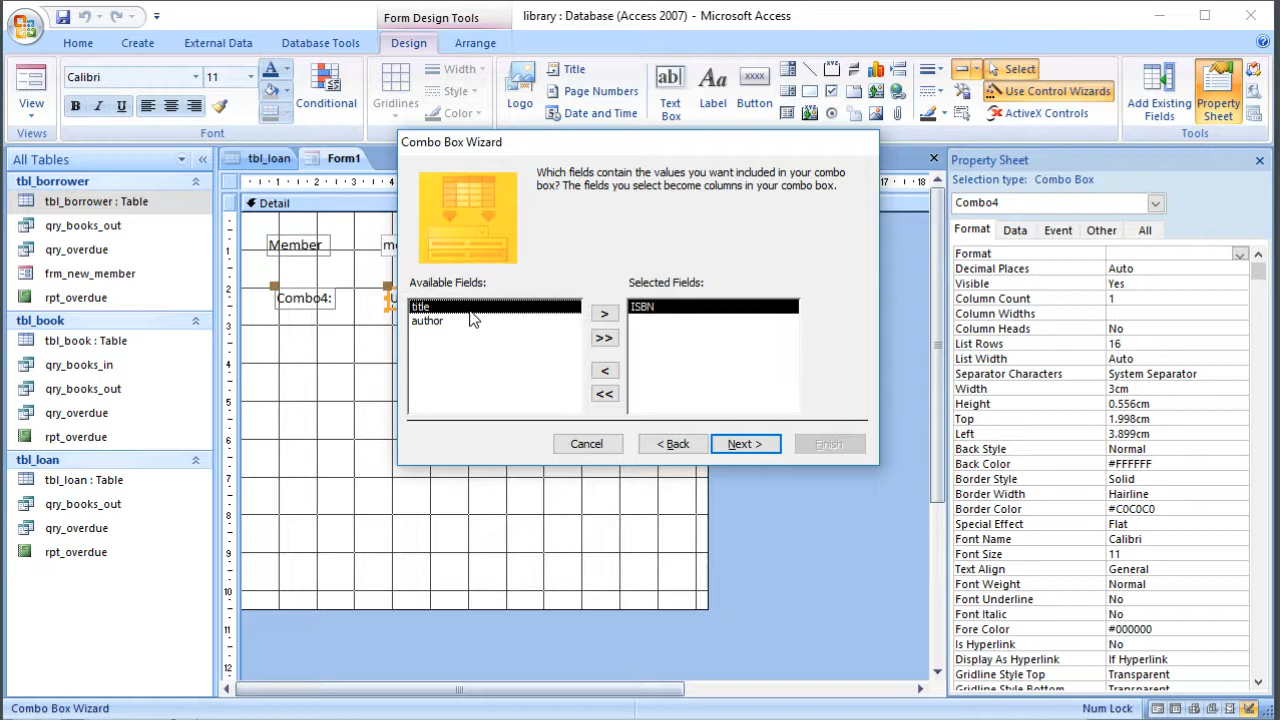 Form Design Tools
library : Database (Access 2007) - Microsoft Access
Home
Create
External Data
Database Tools
Design
Arrange
View
Views
Calibri
11
B I U
Conditional
Font
Gridlines
Width
Style
Color
Logo
Title
Page Numbers
Date and Time
ab|
Text Box
Aa
Label
xxxx
Button
Select
Use Control Wizards
ActiveX Controls
Add Existing Fields
Property Sheet
Tools
All Tables
tbl_borrower
tbl_borrower : Table
qry_books_out
qry_overdue
frm_new_member
rpt_overdue
tbl_book
tbl_book : Table
qry_books_in
qry_books_out
qry_overdue
rpt_overdue
tbl_loan
tbl_loan : Table
qry_books_out
qry_overdue
rpt_overdue
tbl_loan
Form1
Detail
Member
Combo4:
Combo Box Wizard
Which fields contain the values you want included in your combo
box? The fields you select become columns in your combo box.
Available Fields:
Selected Fields:
title
author
ISBN
>
>>
<
<<
Cancel
< Back
Next >
Finish
Property Sheet
Selection type: Combo Box
Combo4
Format
Data
Event
Other
All
Format
Decimal Places Auto
Visible Yes
Column Count 1
Column Widths
Column Heads No
List Rows 16
List Width Auto
Separator Characters System Separator
Width 3cm
Height 0.556cm
Top 1.998cm
Left 3.899cm
Back Style Normal
Back Color #FFFFFF
Border Style Solid
Border Width Hairline
Border Color #C0C0C0
Special Effect Flat
Font Name Calibri
Font Size 11
Text Align General
Font Weight Normal
Font Underline No
Font Italic No
Fore Color #000000
Is Hyperlink No
Display As Hyperlink If Hyperlink
Gridline Style Top Transparent
Gridline Style Bottom Transparent
Combo Box Wizard
Num Lock